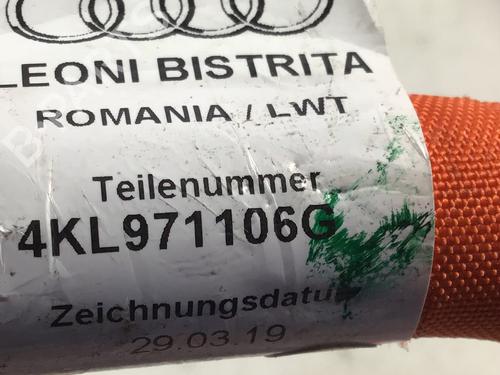 LEONI BISTRITA
ROMANIA / LWT
Teilenummer
4KL971106G
Zeichnungsdatum
29.03.19